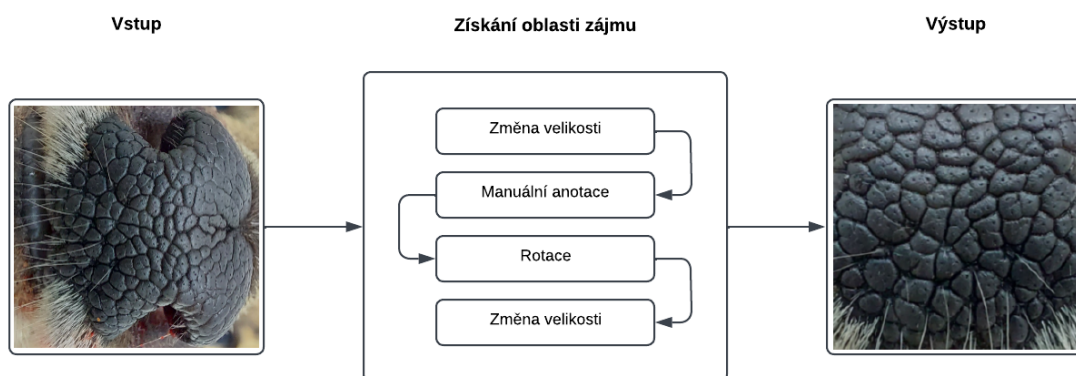 Vstup
Získání oblasti zájmu
Výstup
Změna velikosti
Manuální anotace
Rotace
Změna velikosti